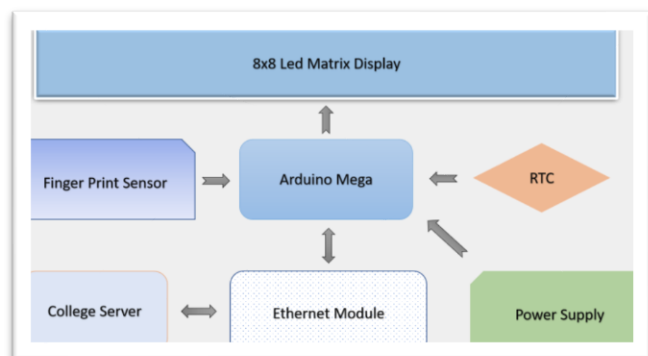 8x8 Led Matrix Display
Finger Print Sensor
Arduino Mega
RTC
College Server
Ethernet Module
Power Supply